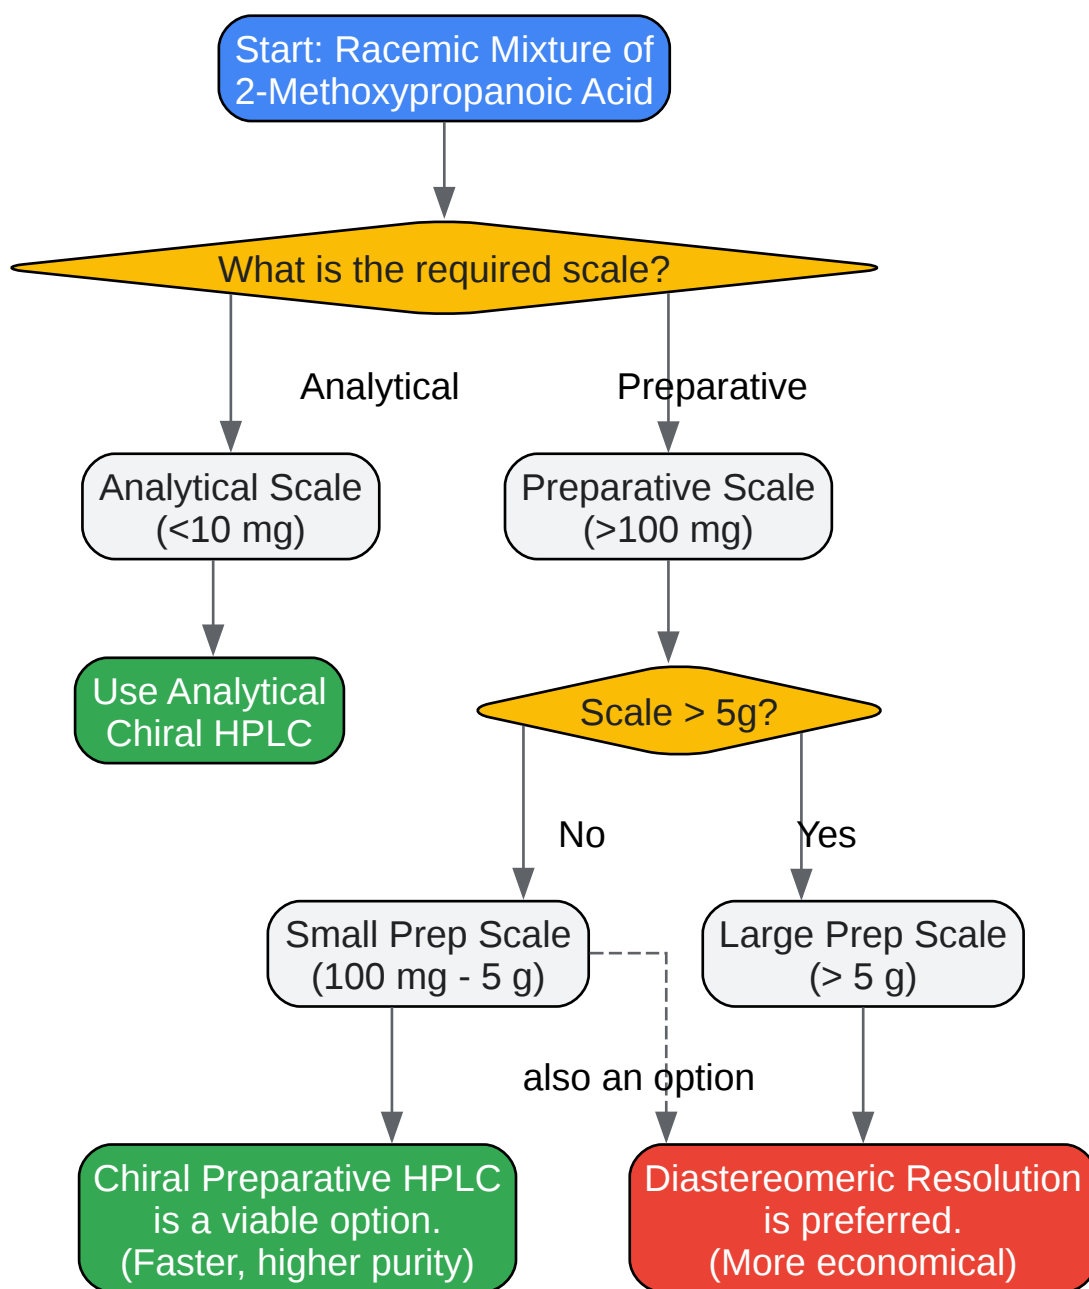 Start: Racemic Mixture of
2-Methoxypropanoic Acid
What is the required scale?
Analytical
Preparative
Analytical Scale
(<10 mg)
Preparative Scale
(>100 mg)
Use Analytical
Chiral HPLC
Scale > 5g?
No
Yes
Small Prep Scale
(100 mg - 5 g)
Large Prep Scale
(> 5 g)
also an option
Chiral Preparative HPLC
is a viable option.
(Faster, higher purity)
Diastereomeric Resolution
is preferred.
(More economical)